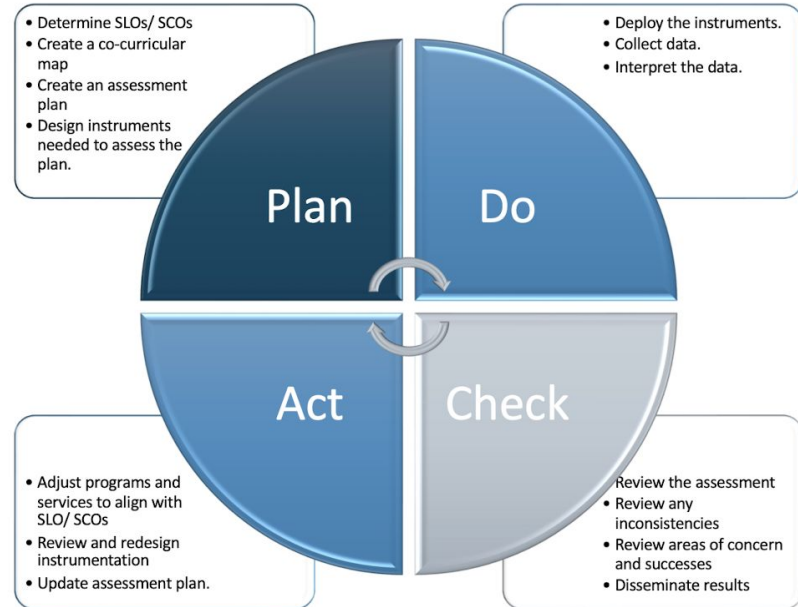 • Determine SLOs/ SCOs
• Create a co-curricular
map
• Create an assessment
plan
• Design instruments
needed to assess the
plan.
• Deploy the instruments.
• Collect data.
• Interpret the data.
Plan
Do
Act
Check
• Adjust programs and
services to align with
SLO/ SCOs
• Review and redesign
instrumentation
• Update assessment plan.
Review the assessment
• Review any
inconsistencies
• Review areas of concern
and successes
• Disseminate results